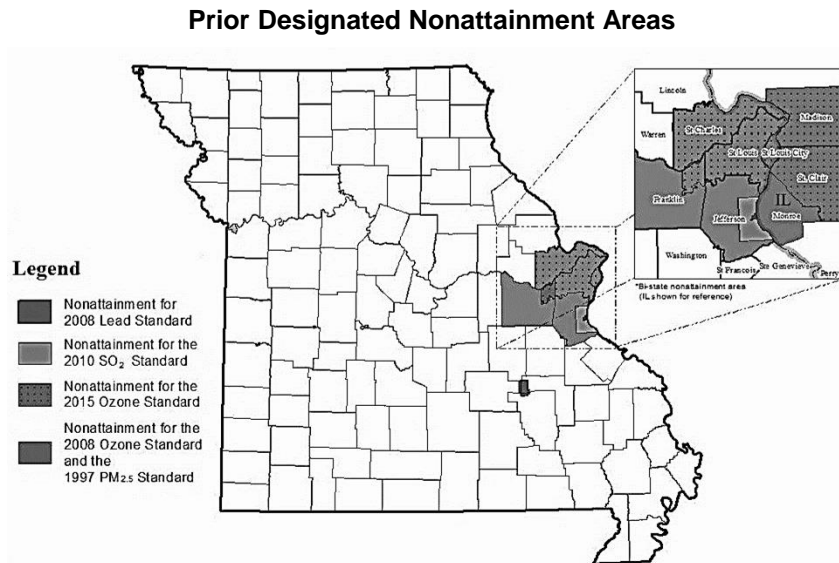 Prior Designated Nonattainment Areas
Lincoln
Warren
St Charles
Madison
St Louis
St Louis City
St. Clair
Franklin
Jefferson
IL
Monroe
Washington
St Francois
Ste Genevieve
Perry
*Bi-state nonattainment area
(IL shown for reference)
Legend
Nonattainment for
2008 Lead Standard
Nonattainment for the
2010 SO₂ Standard
Nonattainment for the
2015 Ozone Standard
Nonattainment for the
2008 Ozone Standard
and the
1997 PM₂.₅ Standard